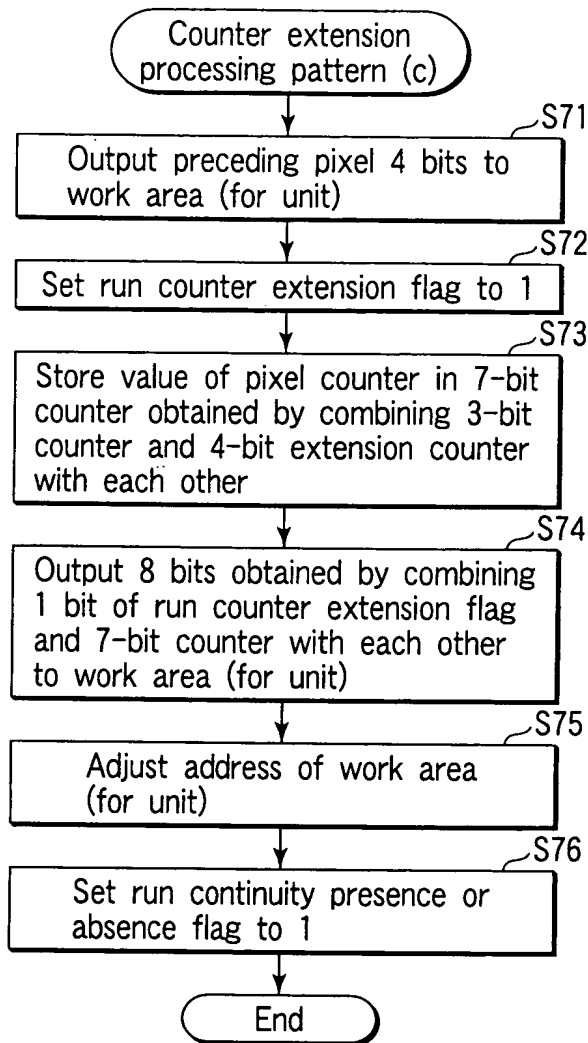 Counter extension
processing pattern (c)
S71
Output preceding pixel 4 bits to
work area (for unit)
S72
Set run counter extension flag to 1
S73
Store value of pixel counter in 7-bit
counter obtained by combining 3-bit
counter and 4-bit extension counter
with each other
S74
Output 8 bits obtained by combining
1 bit of run counter extension flag
and 7-bit counter with each other
to work area (for unit)
S75
Adjust address of work area
(for unit)
S76
Set run continuity presence or
absence flag to 1
End